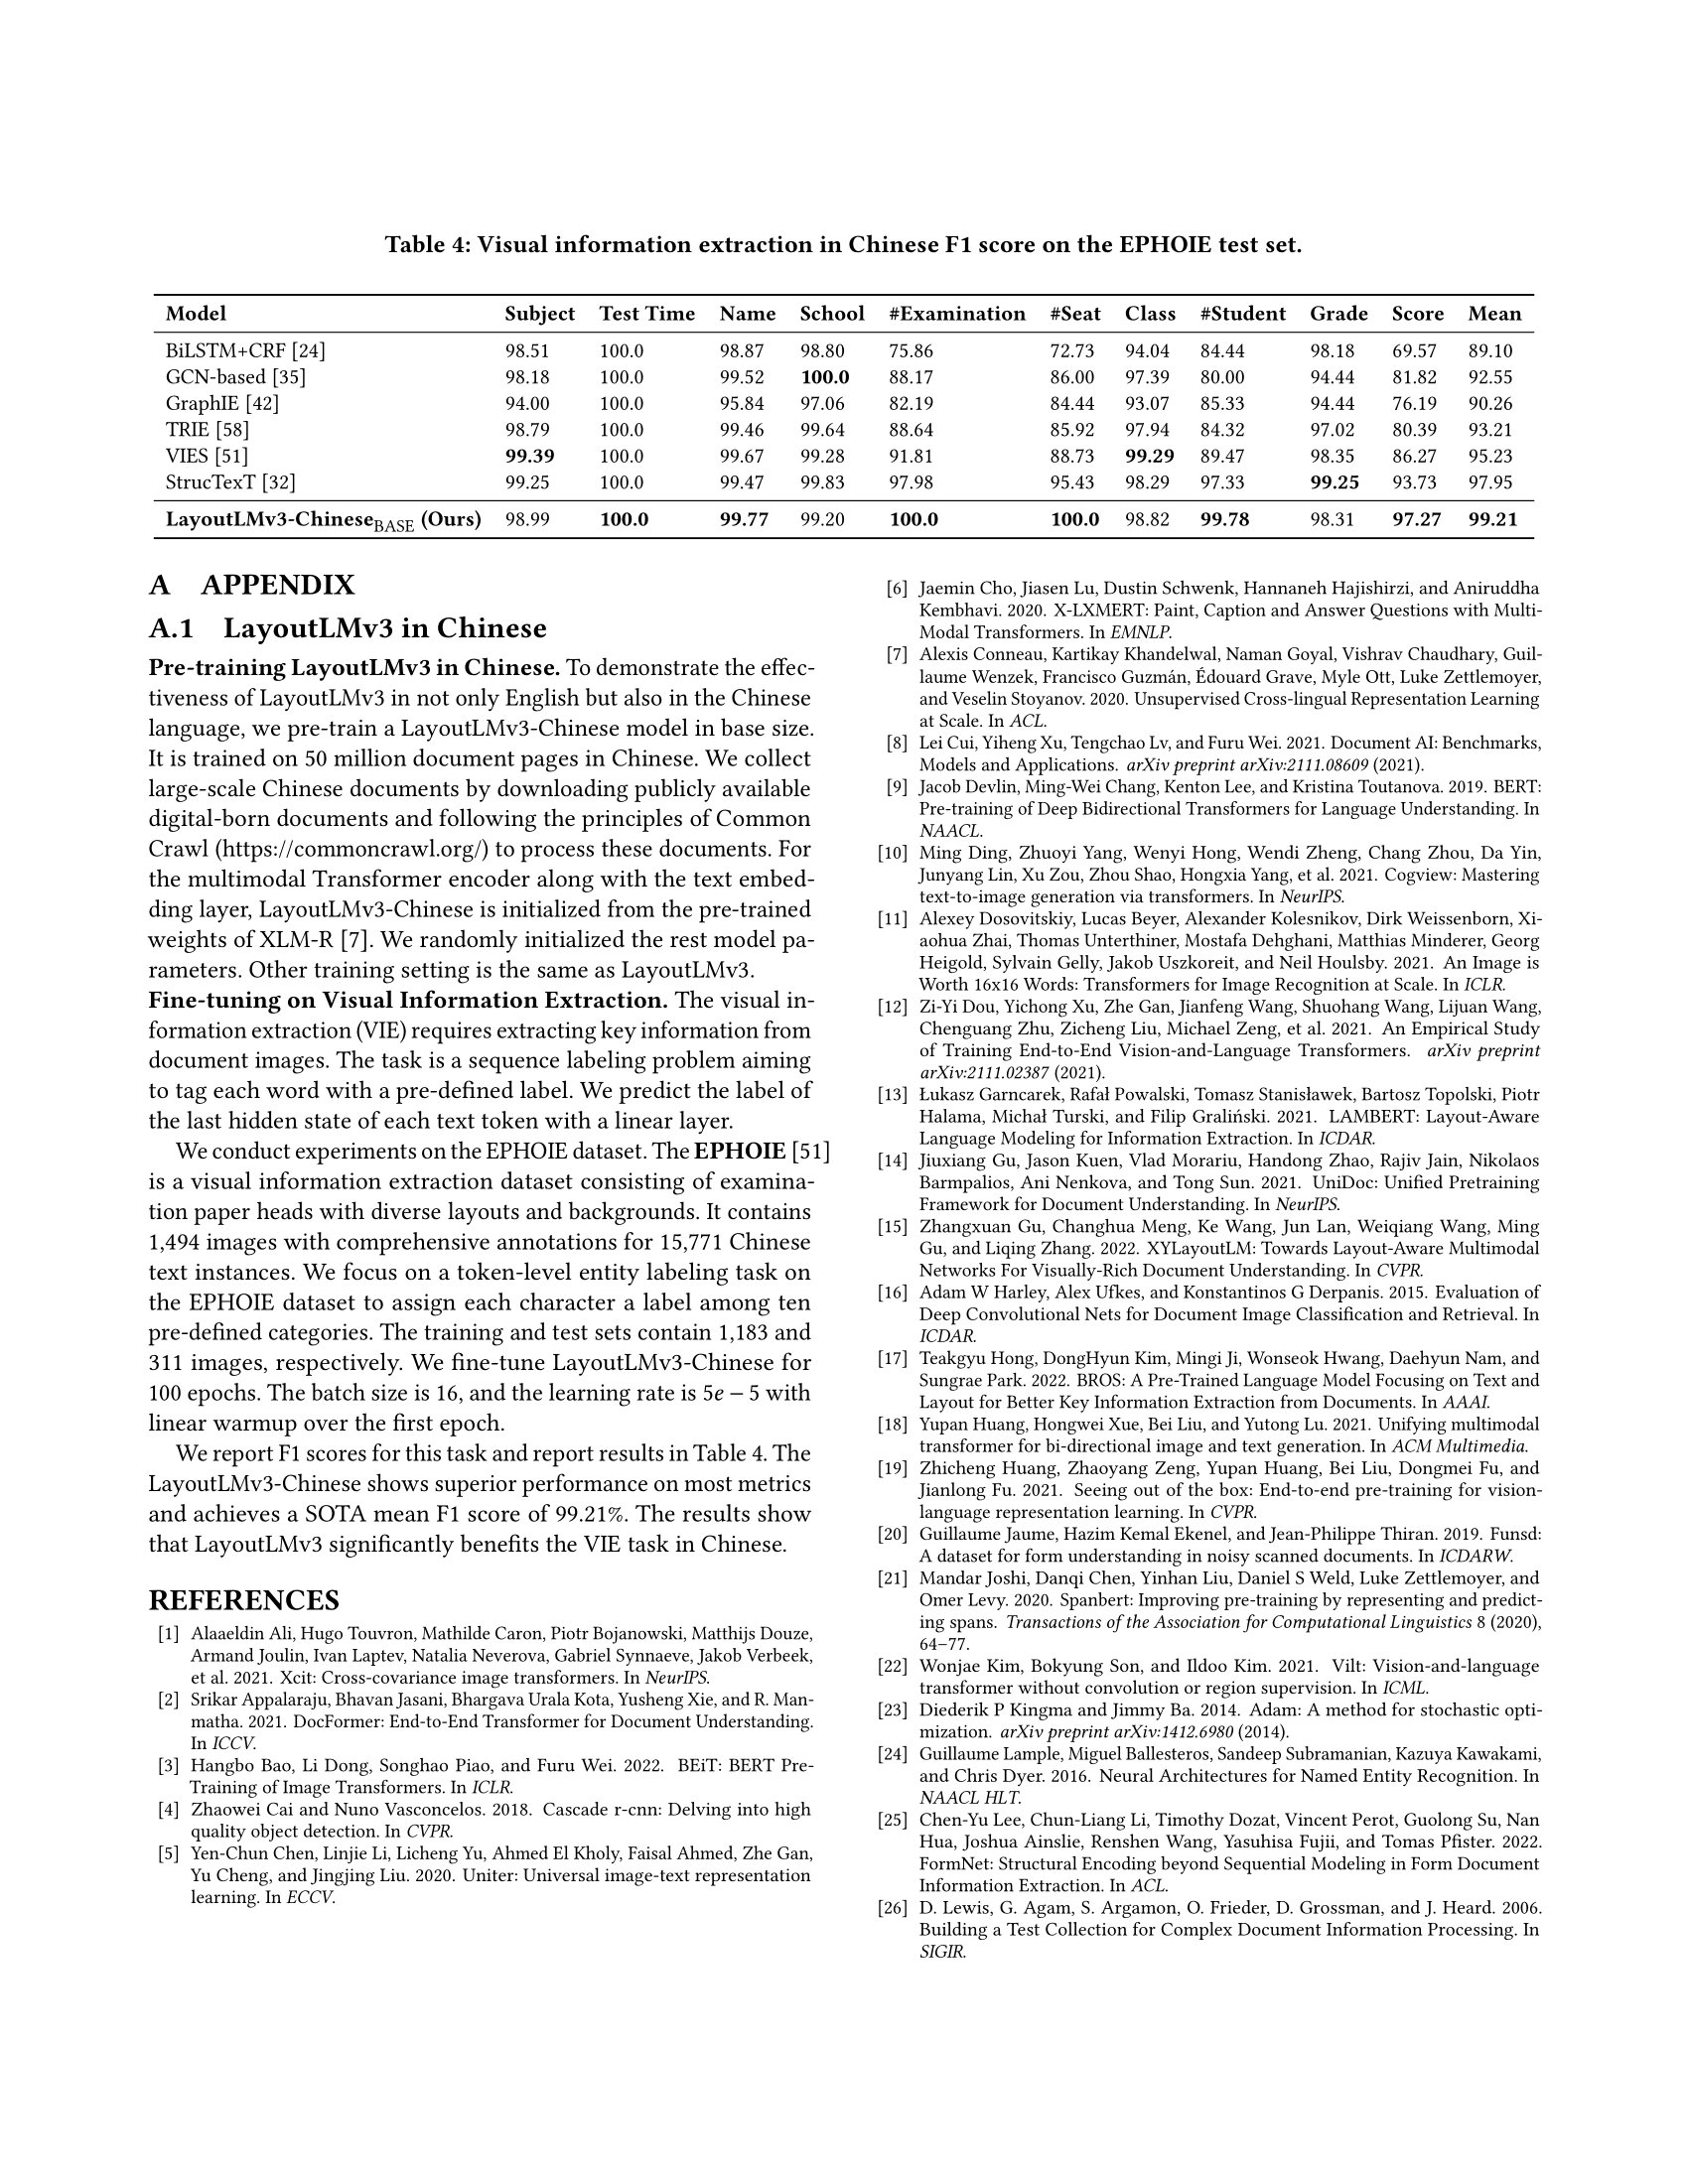 Table 4: Visual information extraction in Chinese F1 score on the EPHOIE test set.
Model Subject Test Time Name School #Examination #Seat Class #Student Grade Score Mean
BiLSTM+CRF [24] 98.51 100.0 98.87 98.80 75.86 72.73 94.04 84.44 98.18 69.57 89.10
GCN-based [35] 98.18 100.0 99.52 100.0 88.17 86.00 97.39 80.00 94.44 81.82 92.55
GraphIE [42] 94.00 100.0 95.84 97.06 82.19 84.44 93.07 85.33 94.44 76.19 90.26
TRIE [58] 98.79 100.0 99.46 99.64 88.64 85.92 97.94 84.32 97.02 80.39 93.21
VIES [51] 99.39 100.0 99.67 99.28 91.81 88.73 99.29 89.47 98.35 86.27 95.23
StrucTexT [32] 99.25 100.0 99.47 99.83 97.98 95.43 98.29 97.33 99.25 93.73 97.95
LayoutLMv3-ChineseBASE (Ours) 98.99 100.0 99.77 99.20 100.0 100.0 98.82 99.78 98.31 97.27 99.21
A APPENDIX
A.1 LayoutLMv3 in Chinese
Pre-training LayoutLMv3 in Chinese. To demonstrate the effec-
tiveness of LayoutLMv3 in not only English but also in the Chinese
language, we pre-train a LayoutLMv3-Chinese model in base size.
It is trained on 50 million document pages in Chinese. We collect
large-scale Chinese documents by downloading publicly available
digital-born documents and following the principles of Common
Crawl (https://commoncrawl.org/) to process these documents. For
the multimodal Transformer encoder along with the text embed-
ding layer, LayoutLMv3-Chinese is initialized from the pre-trained
weights of XLM-R [7]. We randomly initialized the rest model pa-
rameters. Other training setting is the same as LayoutLMv3.
Fine-tuning on Visual Information Extraction. The visual in-
formation extraction (VIE) requires extracting key information from
document images. The task is a sequence labeling problem aiming
to tag each word with a pre-defined label. We predict the label of
the last hidden state of each text token with a linear layer.
We conduct experiments on the EPHOIE dataset. The EPHOIE [51]
is a visual information extraction dataset consisting of examina-
tion paper heads with diverse layouts and backgrounds. It contains
1,494 images with comprehensive annotations for 15,771 Chinese
text instances. We focus on a token-level entity labeling task on
the EPHOIE dataset to assign each character a label among ten
pre-defined categories. The training and test sets contain 1,183 and
311 images, respectively. We fine-tune LayoutLMv3-Chinese for
100 epochs. The batch size is 16, and the learning rate is 5e − 5 with
linear warmup over the first epoch.
We report F1 scores for this task and report results in Table 4. The
LayoutLMv3-Chinese shows superior performance on most metrics
and achieves a SOTA mean F1 score of 99.21%. The results show
that LayoutLMv3 significantly benefits the VIE task in Chinese.
REFERENCES
[1] Alaaeldin Ali, Hugo Touvron, Mathilde Caron, Piotr Bojanowski, Matthijs Douze,
Armand Joulin, Ivan Laptev, Natalia Neverova, Gabriel Synnaeve, Jakob Verbeek,
et al. 2021. Xcit: Cross-covariance image transformers. In NeurIPS.
[2] Srikar Appalaraju, Bhavan Jasani, Bhargava Urala Kota, Yusheng Xie, and R. Man-
matha. 2021. DocFormer: End-to-End Transformer for Document Understanding.
In ICCV.
[3] Hangbo Bao, Li Dong, Songhao Piao, and Furu Wei. 2022. BEiT: BERT Pre-
Training of Image Transformers. In ICLR.
[4] Zhaowei Cai and Nuno Vasconcelos. 2018. Cascade r-cnn: Delving into high
quality object detection. In CVPR.
[5] Yen-Chun Chen, Linjie Li, Licheng Yu, Ahmed El Kholy, Faisal Ahmed, Zhe Gan,
Yu Cheng, and Jingjing Liu. 2020. Uniter: Universal image-text representation
learning. In ECCV.
[6] Jaemin Cho, Jiasen Lu, Dustin Schwenk, Hannaneh Hajishirzi, and Aniruddha
Kembhavi. 2020. X-LXMERT: Paint, Caption and Answer Questions with Multi-
Modal Transformers. In EMNLP.
[7] Alexis Conneau, Kartikay Khandelwal, Naman Goyal, Vishrav Chaudhary, Guil-
laume Wenzek, Francisco Guzmán, Édouard Grave, Myle Ott, Luke Zettlemoyer,
and Veselin Stoyanov. 2020. Unsupervised Cross-lingual Representation Learning
at Scale. In ACL.
[8] Lei Cui, Yiheng Xu, Tengchao Lv, and Furu Wei. 2021. Document AI: Benchmarks,
Models and Applications. arXiv preprint arXiv:2111.08609 (2021).
[9] Jacob Devlin, Ming-Wei Chang, Kenton Lee, and Kristina Toutanova. 2019. BERT:
Pre-training of Deep Bidirectional Transformers for Language Understanding. In
NAACL.
[10] Ming Ding, Zhuoyi Yang, Wenyi Hong, Wendi Zheng, Chang Zhou, Da Yin,
Junyang Lin, Xu Zou, Zhou Shao, Hongxia Yang, et al. 2021. Cogview: Mastering
text-to-image generation via transformers. In NeurIPS.
[11] Alexey Dosovitskiy, Lucas Beyer, Alexander Kolesnikov, Dirk Weissenborn, Xi-
aohua Zhai, Thomas Unterthiner, Mostafa Dehghani, Matthias Minderer, Georg
Heigold, Sylvain Gelly, Jakob Uszkoreit, and Neil Houlsby. 2021. An Image is
Worth 16x16 Words: Transformers for Image Recognition at Scale. In ICLR.
[12] Zi-Yi Dou, Yichong Xu, Zhe Gan, Jianfeng Wang, Shuohang Wang, Lijuan Wang,
Chenguang Zhu, Zicheng Liu, Michael Zeng, et al. 2021. An Empirical Study
of Training End-to-End Vision-and-Language Transformers. arXiv preprint
arXiv:2111.02387 (2021).
[13] Łukasz Garncarek, Rafał Powalski, Tomasz Stanisławek, Bartosz Topolski, Piotr
Halama, Michał Turski, and Filip Graliński. 2021. LAMBERT: Layout-Aware
Language Modeling for Information Extraction. In ICDAR.
[14] Jiuxiang Gu, Jason Kuen, Vlad Morariu, Handong Zhao, Rajiv Jain, Nikolaos
Barmpalios, Ani Nenkova, and Tong Sun. 2021. UniDoc: Unified Pretraining
Framework for Document Understanding. In NeurIPS.
[15] Zhangxuan Gu, Changhua Meng, Ke Wang, Jun Lan, Weiqiang Wang, Ming
Gu, and Liqing Zhang. 2022. XYLayoutLM: Towards Layout-Aware Multimodal
Networks For Visually-Rich Document Understanding. In CVPR.
[16] Adam W Harley, Alex Ufkes, and Konstantinos G Derpanis. 2015. Evaluation of
Deep Convolutional Nets for Document Image Classification and Retrieval. In
ICDAR.
[17] Teakgyu Hong, DongHyun Kim, Mingi Ji, Wonseok Hwang, Daehyun Nam, and
Sungrae Park. 2022. BROS: A Pre-Trained Language Model Focusing on Text and
Layout for Better Key Information Extraction from Documents. In AAAI.
[18] Yupan Huang, Hongwei Xue, Bei Liu, and Yutong Lu. 2021. Unifying multimodal
transformer for bi-directional image and text generation. In ACM Multimedia.
[19] Zhicheng Huang, Zhaoyang Zeng, Yupan Huang, Bei Liu, Dongmei Fu, and
Jianlong Fu. 2021. Seeing out of the box: End-to-end pre-training for vision-
language representation learning. In CVPR.
[20] Guillaume Jaume, Hazim Kemal Ekenel, and Jean-Philippe Thiran. 2019. Funsd:
A dataset for form understanding in noisy scanned documents. In ICDARW.
[21] Mandar Joshi, Danqi Chen, Yinhan Liu, Daniel S Weld, Luke Zettlemoyer, and
Omer Levy. 2020. Spanbert: Improving pre-training by representing and predict-
ing spans. Transactions of the Association for Computational Linguistics 8 (2020),
64–77.
[22] Wonjae Kim, Bokyung Son, and Ildoo Kim. 2021. Vilt: Vision-and-language
transformer without convolution or region supervision. In ICML.
[23] Diederik P Kingma and Jimmy Ba. 2014. Adam: A method for stochastic opti-
mization. arXiv preprint arXiv:1412.6980 (2014).
[24] Guillaume Lample, Miguel Ballesteros, Sandeep Subramanian, Kazuya Kawakami,
and Chris Dyer. 2016. Neural Architectures for Named Entity Recognition. In
NAACL HLT.
[25] Chen-Yu Lee, Chun-Liang Li, Timothy Dozat, Vincent Perot, Guolong Su, Nan
Hua, Joshua Ainslie, Renshen Wang, Yasuhisa Fujii, and Tomas Pfister. 2022.
FormNet: Structural Encoding beyond Sequential Modeling in Form Document
Information Extraction. In ACL.
[26] D. Lewis, G. Agam, S. Argamon, O. Frieder, D. Grossman, and J. Heard. 2006.
Building a Test Collection for Complex Document Information Processing. In
SIGIR.